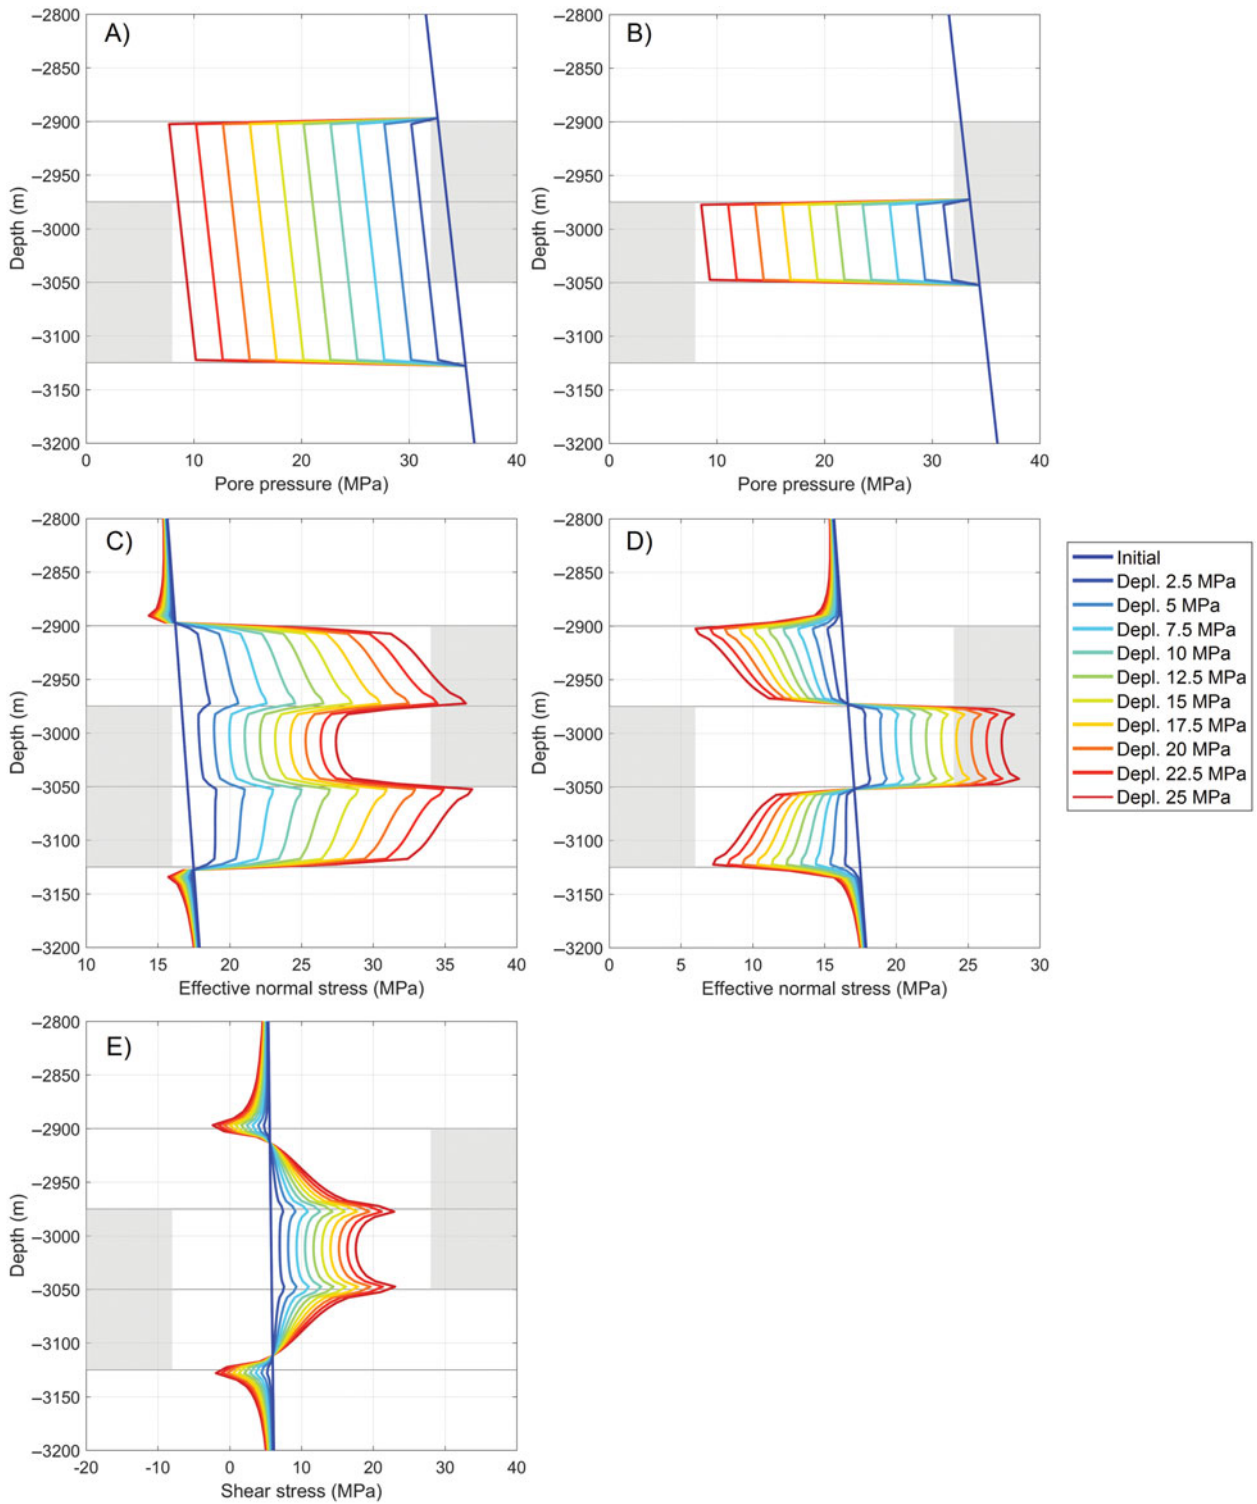 A)
–2800
–2850
–2900
–2950
–3000
–3050
–3100
–3150
–3200
Depth (m)
0 10 20 30 40
Pore pressure (MPa)
B)
–2800
–2850
–2900
–2950
–3000
–3050
–3100
–3150
–3200
Depth (m)
0 10 20 30 40
Pore pressure (MPa)
C)
–2800
–2850
–2900
–2950
–3000
–3050
–3100
–3150
–3200
Depth (m)
10 15 20 25 30 35 40
Effective normal stress (MPa)
D)
–2800
–2850
–2900
–2950
–3000
–3050
–3100
–3150
–3200
Depth (m)
0 5 10 15 20 25 30
Effective normal stress (MPa)
Initial
Depl. 2.5 MPa
Depl. 5 MPa
Depl. 7.5 MPa
Depl. 10 MPa
Depl. 12.5 MPa
Depl. 15 MPa
Depl. 17.5 MPa
Depl. 20 MPa
Depl. 22.5 MPa
Depl. 25 MPa
E)
–2800
–2850
–2900
–2950
–3000
–3050
–3100
–3150
–3200
Depth (m)
-20 -10 0 10 20 30 40
Shear stress (MPa)